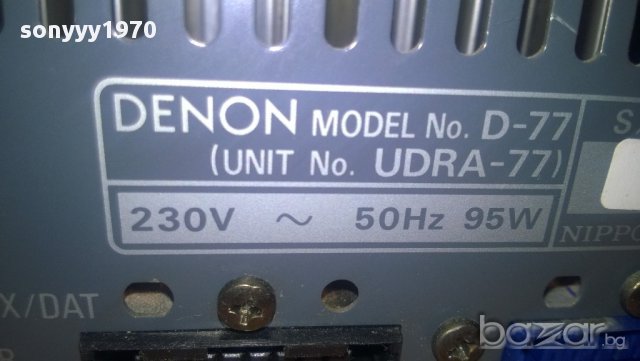 sonyyy1970
DENON MODEL No. D-77
(UNIT No. UDRA-77)
230V ~ 50Hz 95W
S.
NIPPO
X/DAT
R
bazar.bg